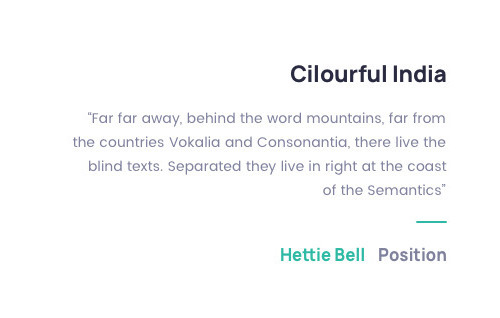 Cilourful India
"Far far away, behind the word mountains, far from
the countries Vokalia and Consonantia, there live the
blind texts. Separated they live in right at the coast
of the Semantics"
Hettie Bell Position